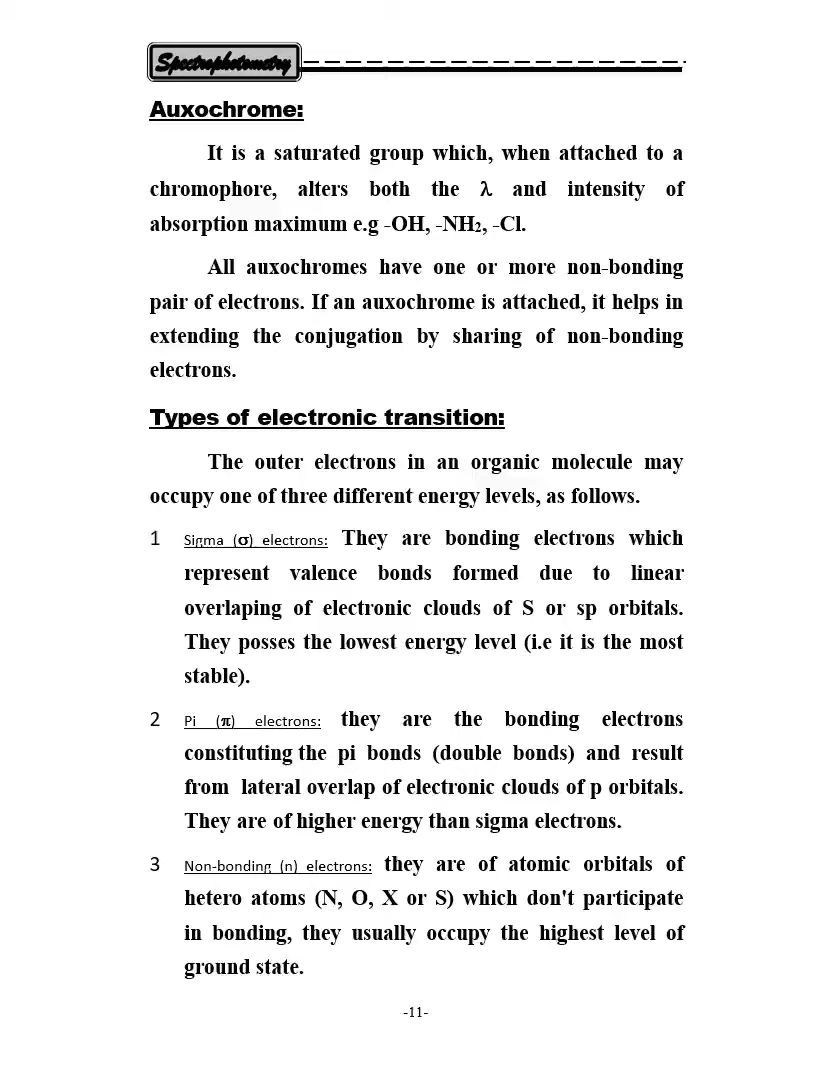 Spectrophotometry
Auxochrome:
It is a saturated group which, when attached to a
chromophore, alters both the λ and intensity of
absorption maximum e.g -OH, -NH₂, -Cl.
All auxochromes have one or more non-bonding
pair of electrons. If an auxochrome is attached, it helps in
extending the conjugation by sharing of non-bonding
electrons.
Types of electronic transition:
The outer electrons in an organic molecule may
occupy one of three different energy levels, as follows.
1 Sigma (σ) electrons: They are bonding electrons which
represent valence bonds formed due to linear
overlaping of electronic clouds of S or sp orbitals.
They posses the lowest energy level (i.e it is the most
stable).
2 Pi (π) electrons: they are the bonding electrons
constituting the pi bonds (double bonds) and result
from lateral overlap of electronic clouds of p orbitals.
They are of higher energy than sigma electrons.
3 Non-bonding (n) electrons: they are of atomic orbitals of
hetero atoms (N, O, X or S) which don't participate
in bonding, they usually occupy the highest level of
ground state.
-11-